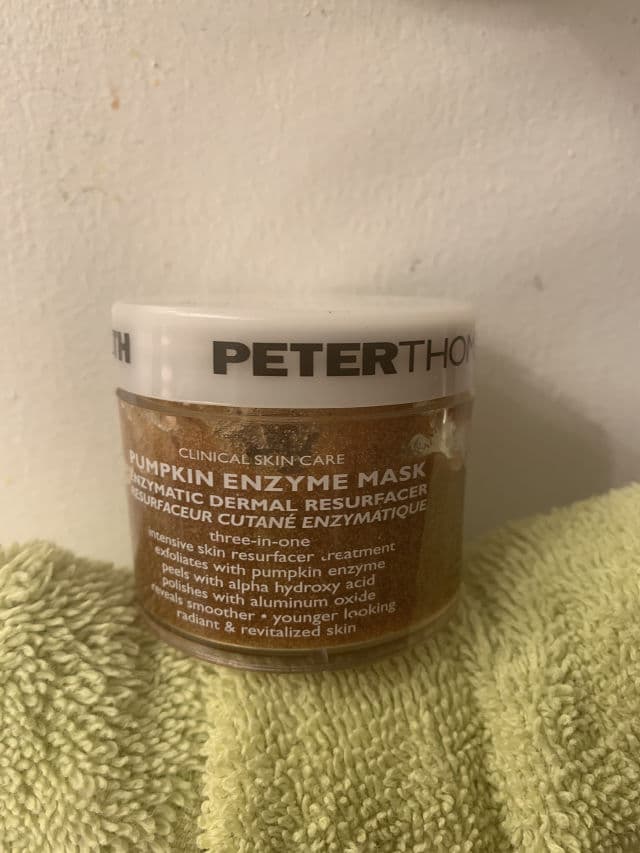 TH PETERTHOM
CLINICAL SKIN CARE
PUMPKIN ENZYME MASK
ENZYMATIC DERMAL RESURFACER
RESURFACEUR CUTANÉ ENZYMATIQUE
three-in-one
intensive skin resurfacer treatment
exfoliates with pumpkin enzyme
peels with alpha hydroxy acid
polishes with aluminum oxide
reveals smoother • younger looking
radiant & revitalized skin